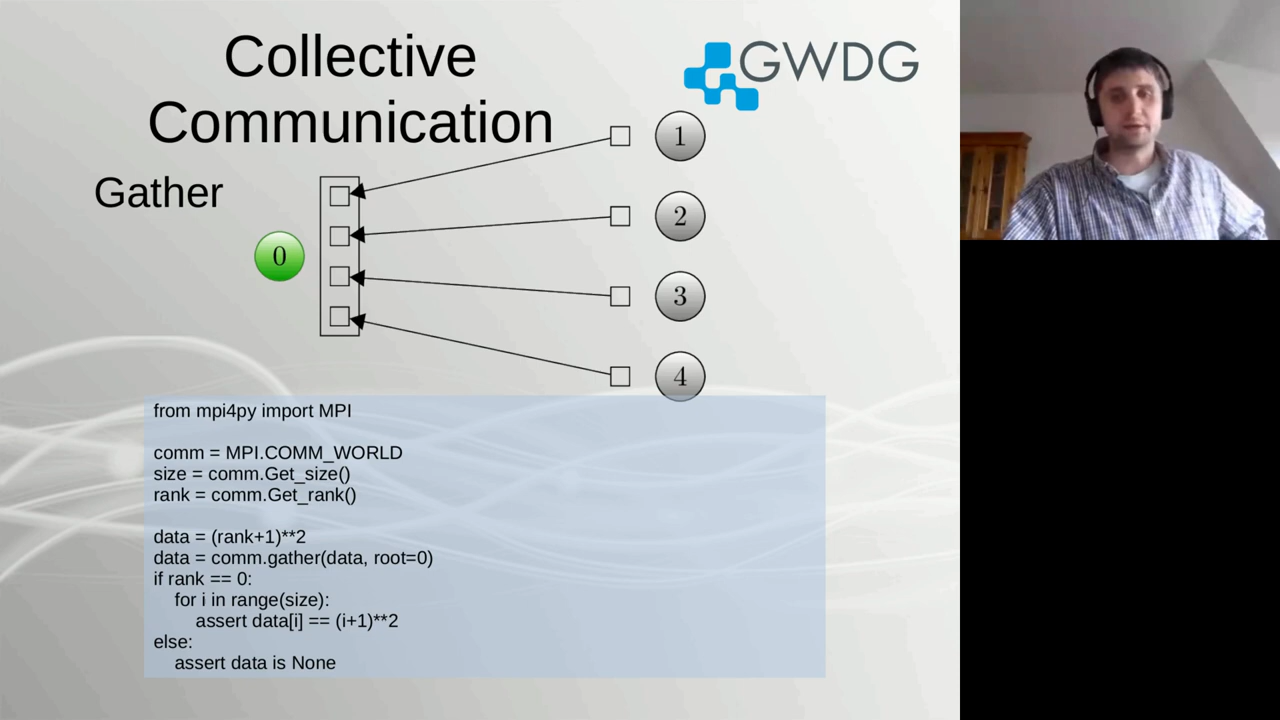 Collective
Communication
GWDG
Gather
0
1
2
3
4
from mpi4py import MPI
comm = MPI.COMM_WORLD
size = comm.Get_size()
rank = comm.Get_rank()
data = (rank+1)**2
data = comm.gather(data, root=0)
if rank == 0:
    for i in range(size):
        assert data[i] == (i+1)**2
else:
    assert data is None